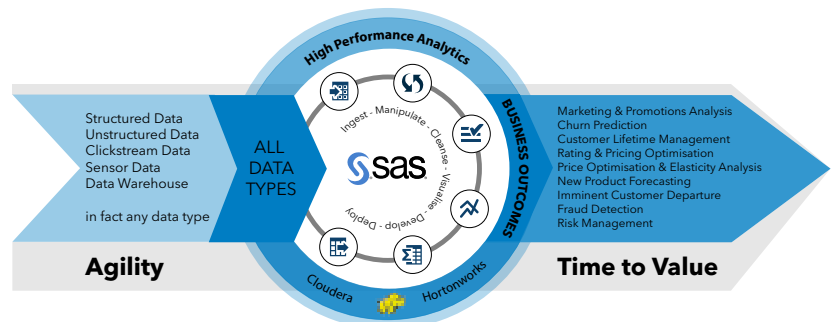 High Performance Analytics
Structured Data
Unstructured Data
Clickstream Data
Sensor Data
Data Warehouse
in fact any data type
ALL
DATA
TYPES
Ingest - Manipulate - Cleanse - Visualise - Develop - Deploy
sas
BUSINESS OUTCOMES
Marketing & Promotions Analysis
Churn Prediction
Customer Lifetime Management
Rating & Pricing Optimisation
Price Optimisation & Elasticity Analysis
New Product Forecasting
Imminent Customer Departure
Fraud Detection
Risk Management
Agility
Cloudera
Hortonworks
Time to Value